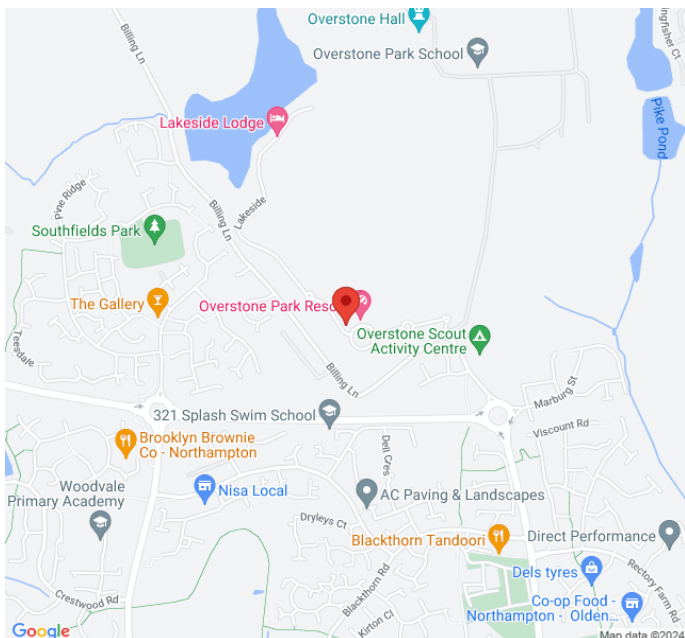 Overstone Hall
Billing Ln
Overstone Park School
ngfisher Ct
Pike Pond
Lakeside Lodge
Pine Ridge
Lakeside
Billing Ln
Southfields Park
The Gallery
Overstone Park Reso
Teesdale
Overstone Scout
Activity Centre
Billing Ln
Marburg St
321 Splash Swim School
Viscount Rd
Brooklyn Brownie
Co - Northampton
Dell Cres
Woodvale
Primary Academy
Nisa Local
AC Paving & Landscapes
Dryleys Ct
Blackthorn Tandoori
Direct Performance
Blackthorn Rd
Dels tyres
Rectory Farm Rd
Crestwood Rd
Co-op Food -
Northampton - Olden...
Kirton Cl
Google
Map data ©2024